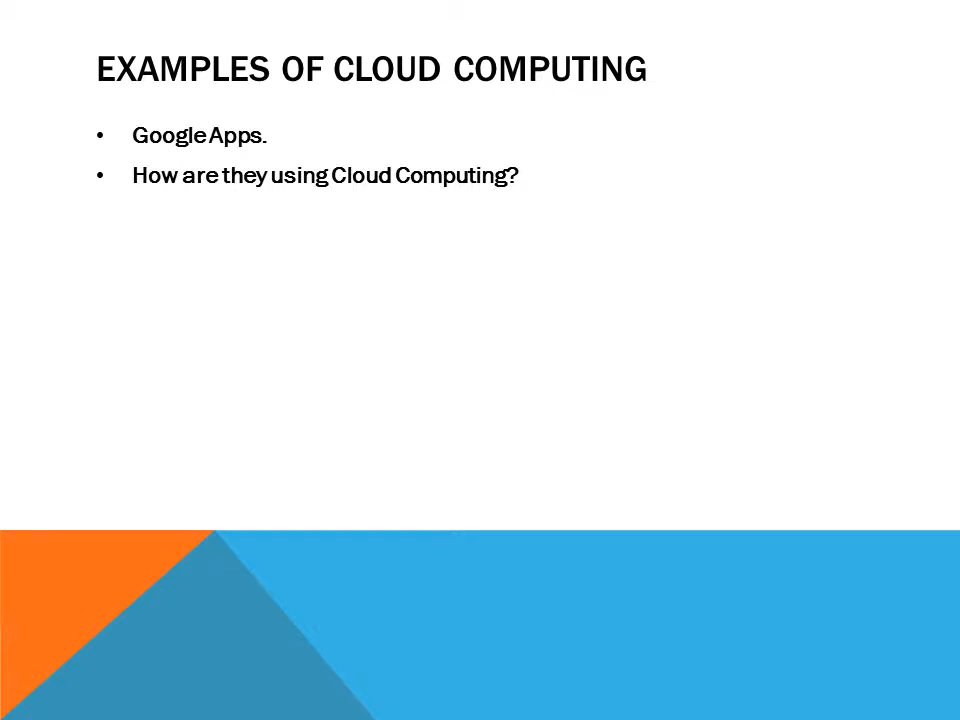 EXAMPLES OF CLOUD COMPUTING
• Google Apps.
• How are they using Cloud Computing?